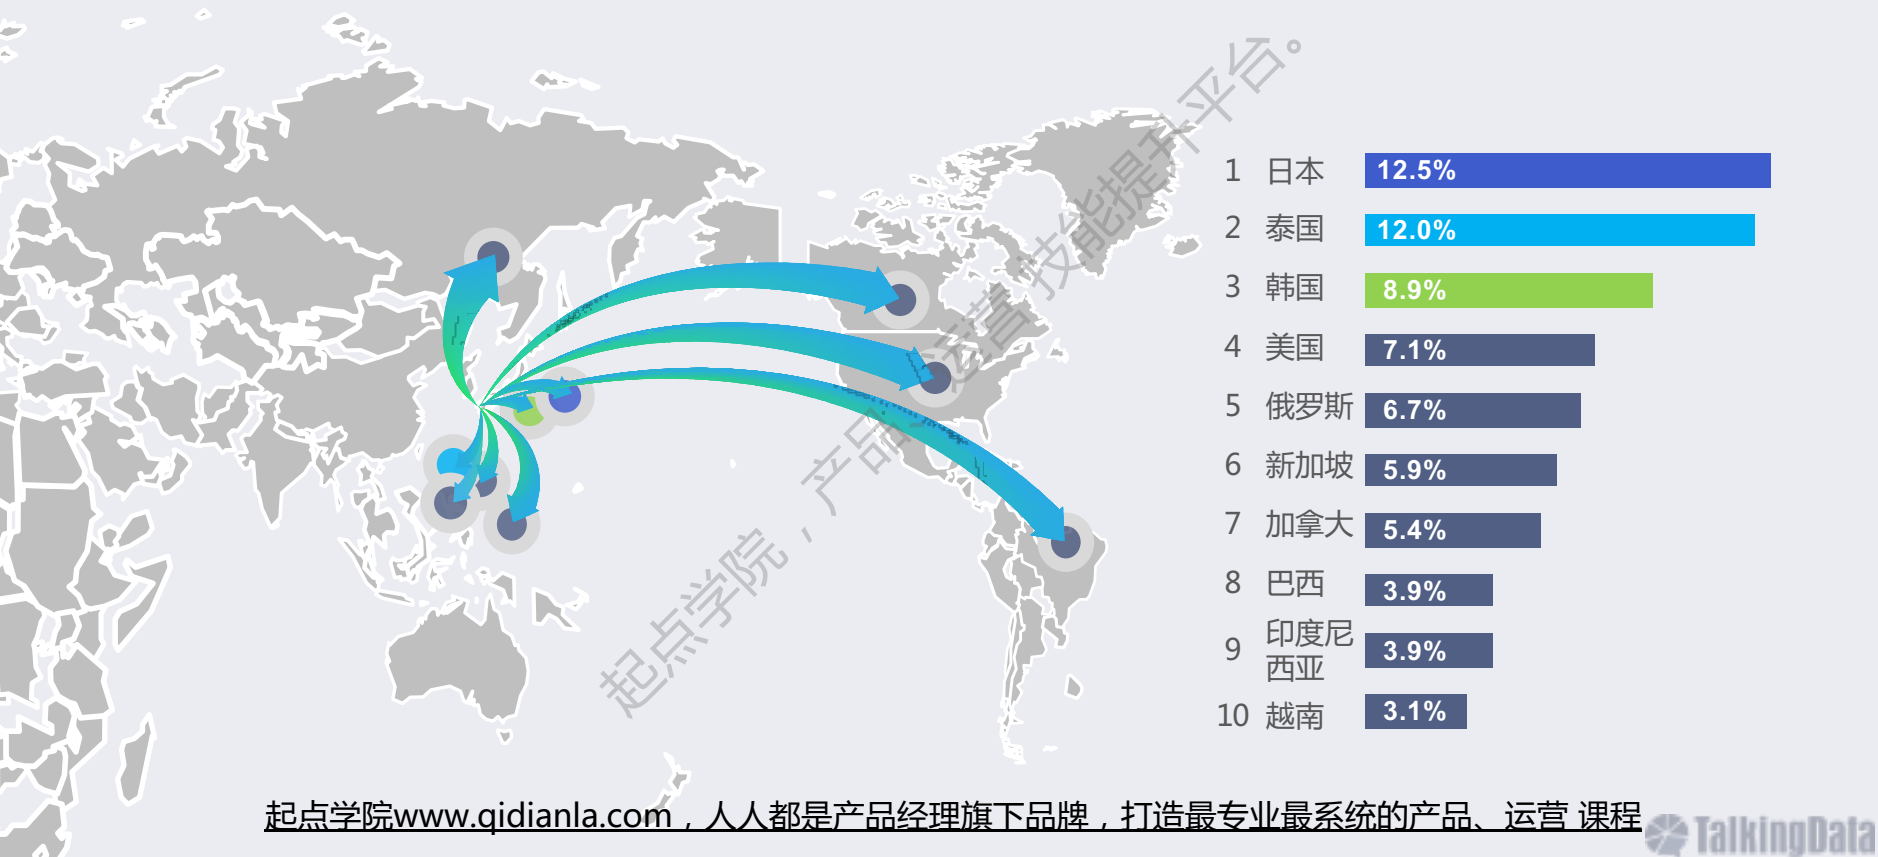 起点学院，产品、运营 技能提升平台。
1 日本 12.5%
2 泰国 12.0%
3 韩国 8.9%
4 美国 7.1%
5 俄罗斯 6.7%
6 新加坡 5.9%
7 加拿大 5.4%
8 巴西 3.9%
9 印度尼
西亚 3.9%
10 越南 3.1%
起点学院www.qidianla.com，人人都是产品经理旗下品牌，打造最专业最系统的产品、运营 课程
TalkingData